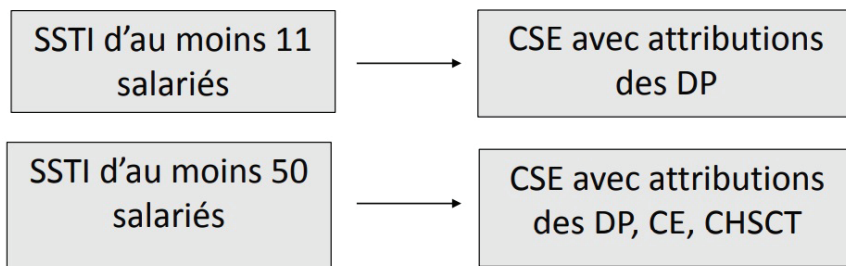 SSTI d'au moins 11
salariés
CSE avec attributions
des DP
SSTI d'au moins 50
salariés
CSE avec attributions
des DP, CE, CHSCT